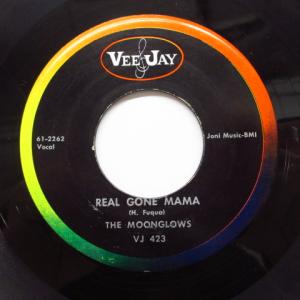 VEE JAY
61-2262
Vocal
Joni Music-BMI
REAL GONE MAMA
(H. Fuqua)
THE MOONGLOWS
VJ 423